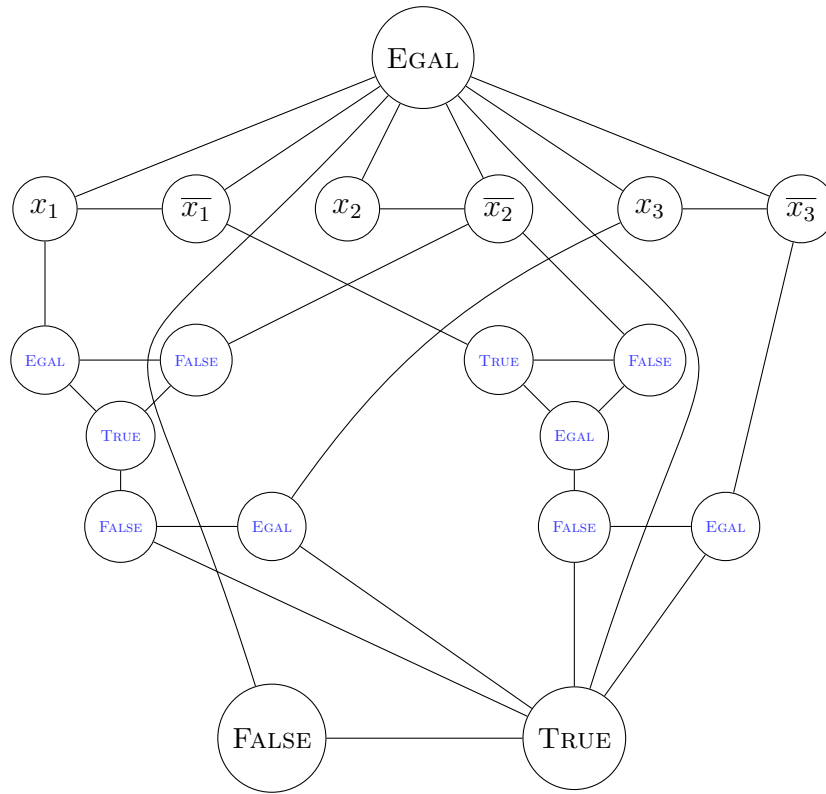 EGAL
x₁ x̅₁ x₂ x̅₂ x₃ x̅₃
EGAL FALSE TRUE FALSE
TRUE EGAL
FALSE EGAL FALSE EGAL
FALSE TRUE